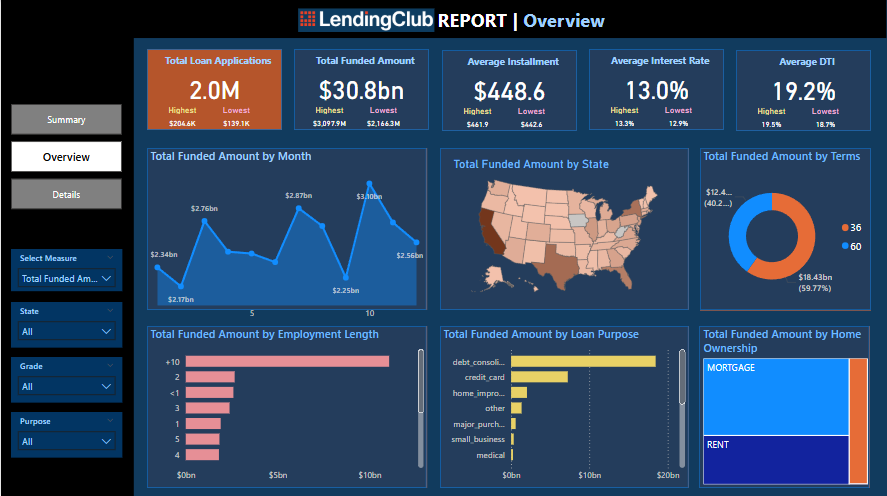 LendingClub REPORT | Overview
Summary
Overview
Details
Select Measure
Total Funded Am...
State
All
Grade
All
Purpose
All
Total Loan Applications
2.0M
Highest Lowest
$204.6K $139.1K
Total Funded Amount
$30.8bn
Highest Lowest
$3,097.9M $2,166.3M
Average Installment
$448.6
Highest Lowest
$461.9 $442.6
Average Interest Rate
13.0%
Highest Lowest
13.3% 12.9%
Average DTI
19.2%
Highest Lowest
19.5% 18.7%
Total Funded Amount by Month
$2.34bn
$2.17bn
$2.76bn
$2.87bn
$2.25bn
$3.10bn
$2.56bn
5 10
Total Funded Amount by State
Total Funded Amount by Terms
$12.4...
(40.2...
36
60
$18.43bn
(59.77%)
Total Funded Amount by Employment Length
+10
2
<1
3
1
5
4
$0bn $5bn $10bn
Total Funded Amount by Loan Purpose
debt_consoli...
credit_card
home_impro...
other
major_purch...
small_business
medical
$0bn $10bn $20bn
Total Funded Amount by Home
Ownership
MORTGAGE
RENT